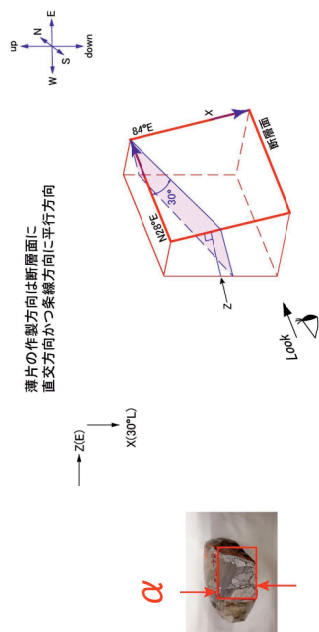 薄片の作製方向は断層面に
直交方向かつ条線方向に平行方向
up
N
E
W
S
down
Z(E)
X(30°L)
α
N28°E
84°E
30°
X
Z
断層面
Look